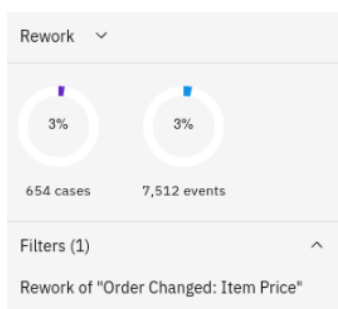 Rework
3%
3%
654 cases
7,512 events
Filters (1)
Rework of "Order Changed: Item Price"